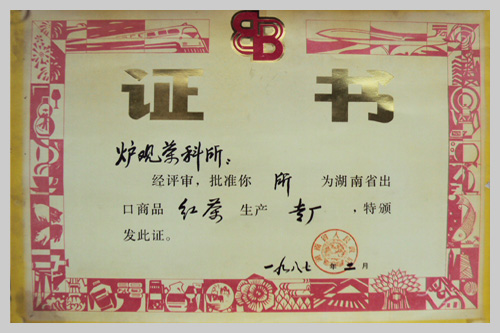 证书
炉观茶科所：
经评审，批准你 所 为湖南省出
口商品 红茶 生产 专厂 ，特颁
发此证。
一九八七 年 二 月